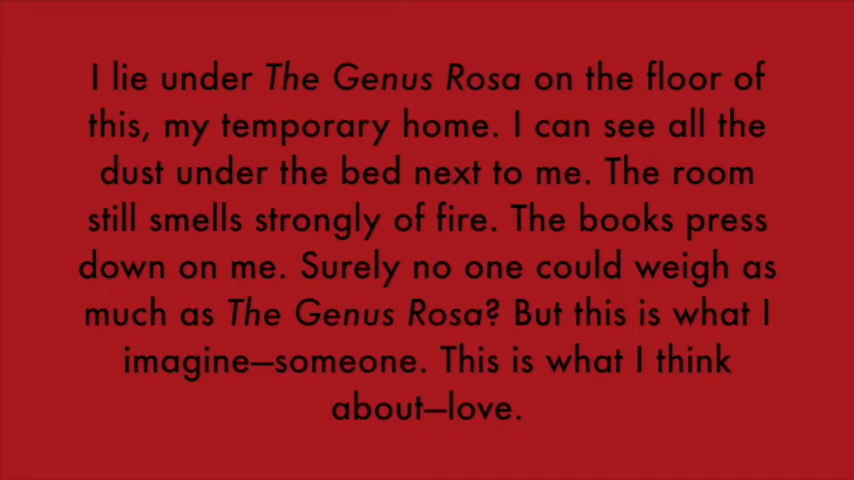 I lie under The Genus Rosa on the floor of
this, my temporary home. I can see all the
dust under the bed next to me. The room
still smells strongly of fire. The books press
down on me. Surely no one could weigh as
much as The Genus Rosa? But this is what I
imagine—someone. This is what I think
about—love.